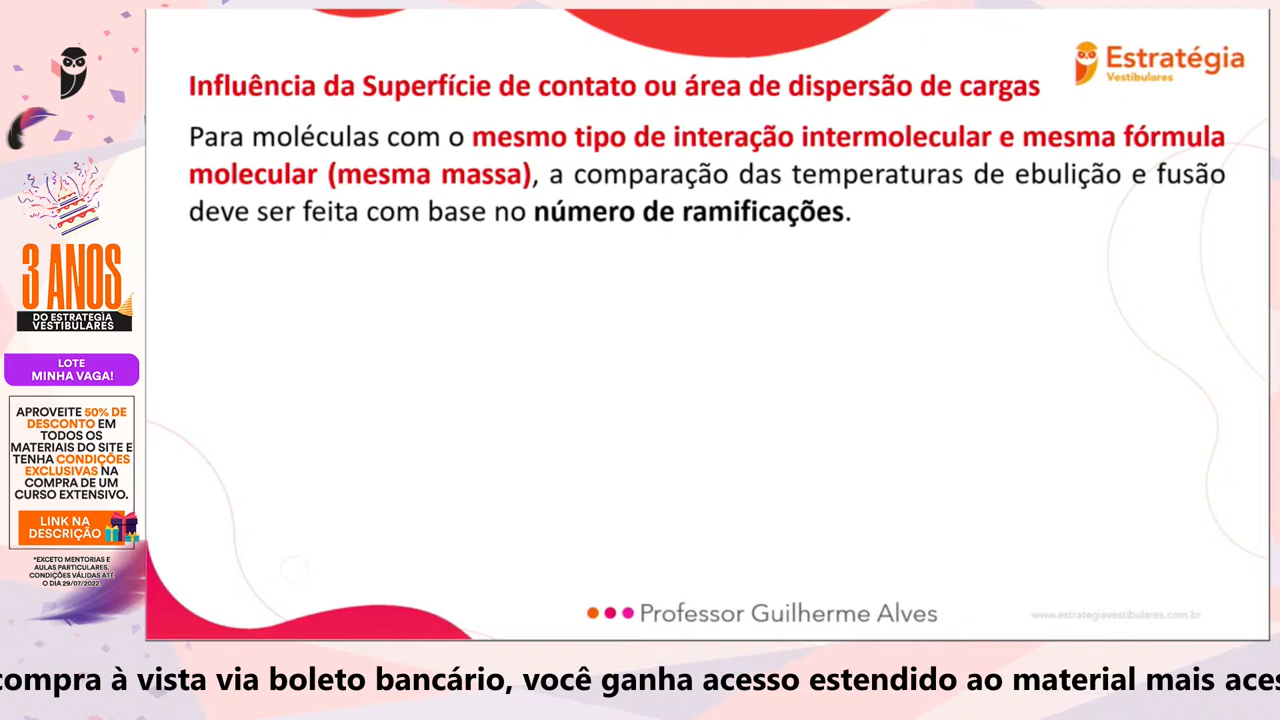 Influência da Superfície de contato ou área de dispersão de cargas
Estratégia
Vestibulares
Para moléculas com o mesmo tipo de interação intermolecular e mesma fórmula
molecular (mesma massa), a comparação das temperaturas de ebulição e fusão
deve ser feita com base no número de ramificações.
3 ANOS
DO ESTRATÉGIA
VESTIBULARES
LOTE
MINHA VAGA!
APROVEITE 50% DE
DESCONTO EM
TODOS OS
MATERIAIS DO SITE E
TENHA CONDIÇÕES
EXCLUSIVAS NA
COMPRA DE UM
CURSO EXTENSIVO.
LINK NA
DESCRIÇÃO
*EXCETO MENTORIAS E
AULAS PARTICULARES.
CONDIÇÕES VÁLIDAS ATÉ
O DIA 29/07/2022.
Professor Guilherme Alves
www.estrategiavestibulares.com.br
compra à vista via boleto bancário, você ganha acesso estendido ao material mais aces